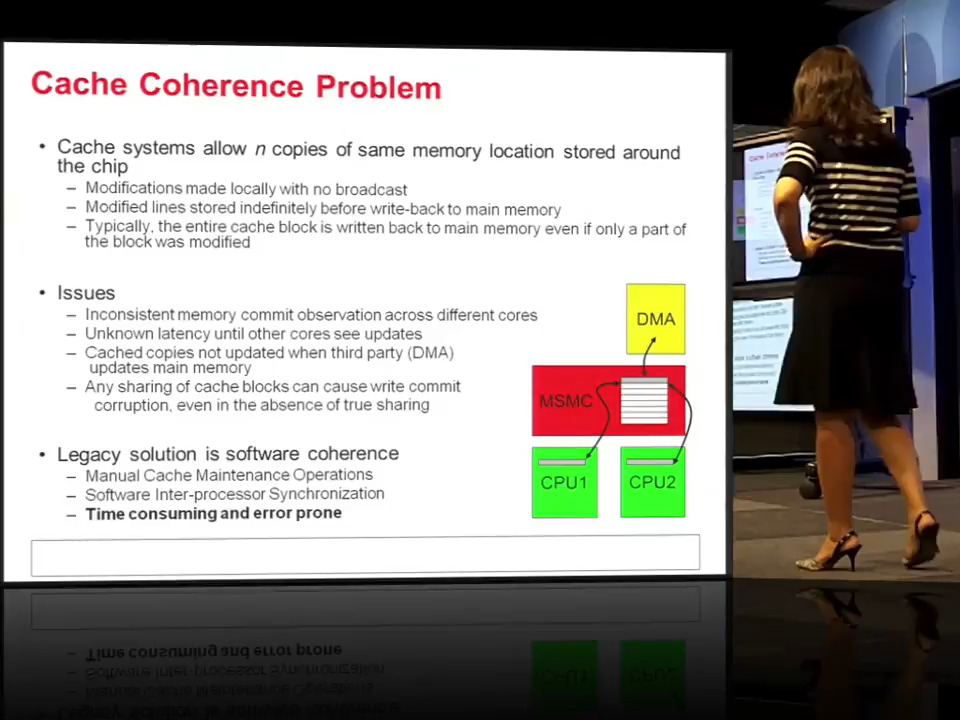 Cache Coherence Problem
• Cache systems allow n copies of same memory location stored around
the chip
– Modifications made locally with no broadcast
– Modified lines stored indefinitely before write-back to main memory
– Typically, the entire cache block is written back to main memory even if only a part of
the block was modified
• Issues
– Inconsistent memory commit observation across different cores
– Unknown latency until other cores see updates
– Cached copies not updated when third party (DMA)
updates main memory
– Any sharing of cache blocks can cause write commit
corruption, even in the absence of true sharing
• Legacy solution is software coherence
– Manual Cache Maintenance Operations
– Software Inter-processor Synchronization
– Time consuming and error prone
DMA
MSMC
CPU1
CPU2